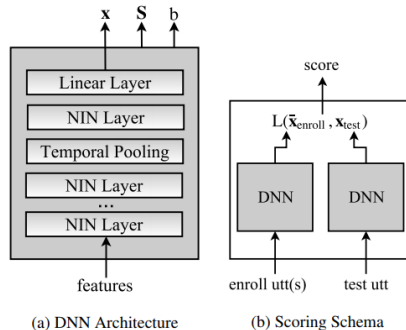 x S b
Linear Layer
NIN Layer
Temporal Pooling
NIN Layer
...
NIN Layer
features
(a) DNN Architecture
score
L(x̄enroll , xtest)
DNN DNN
enroll utt(s) test utt
(b) Scoring Schema